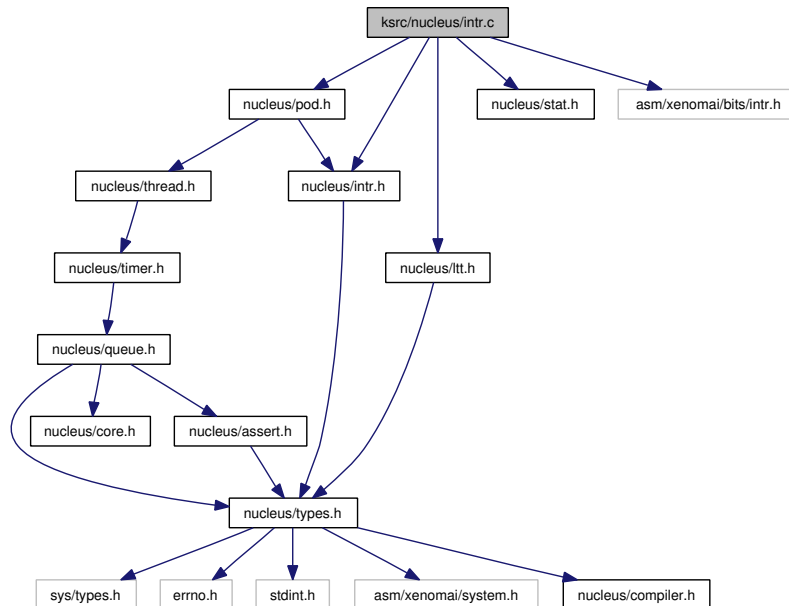 ksrc/nucleus/intr.c
nucleus/pod.h
nucleus/stat.h
asm/xenomai/bits/intr.h
nucleus/thread.h
nucleus/intr.h
nucleus/timer.h
nucleus/ltt.h
nucleus/queue.h
nucleus/core.h
nucleus/assert.h
nucleus/types.h
sys/types.h
errno.h
stdint.h
asm/xenomai/system.h
nucleus/compiler.h